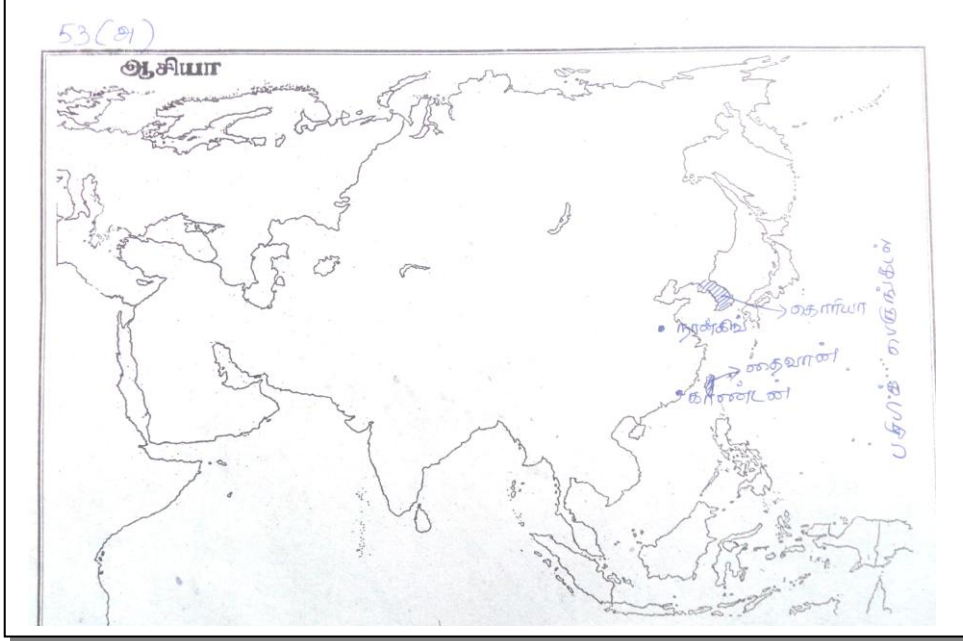 53(அ)
ஆசியா
கொரியா
நான்கிங்
தைவான்
காண்டன்
பசுபிக் பெருங்கடல்